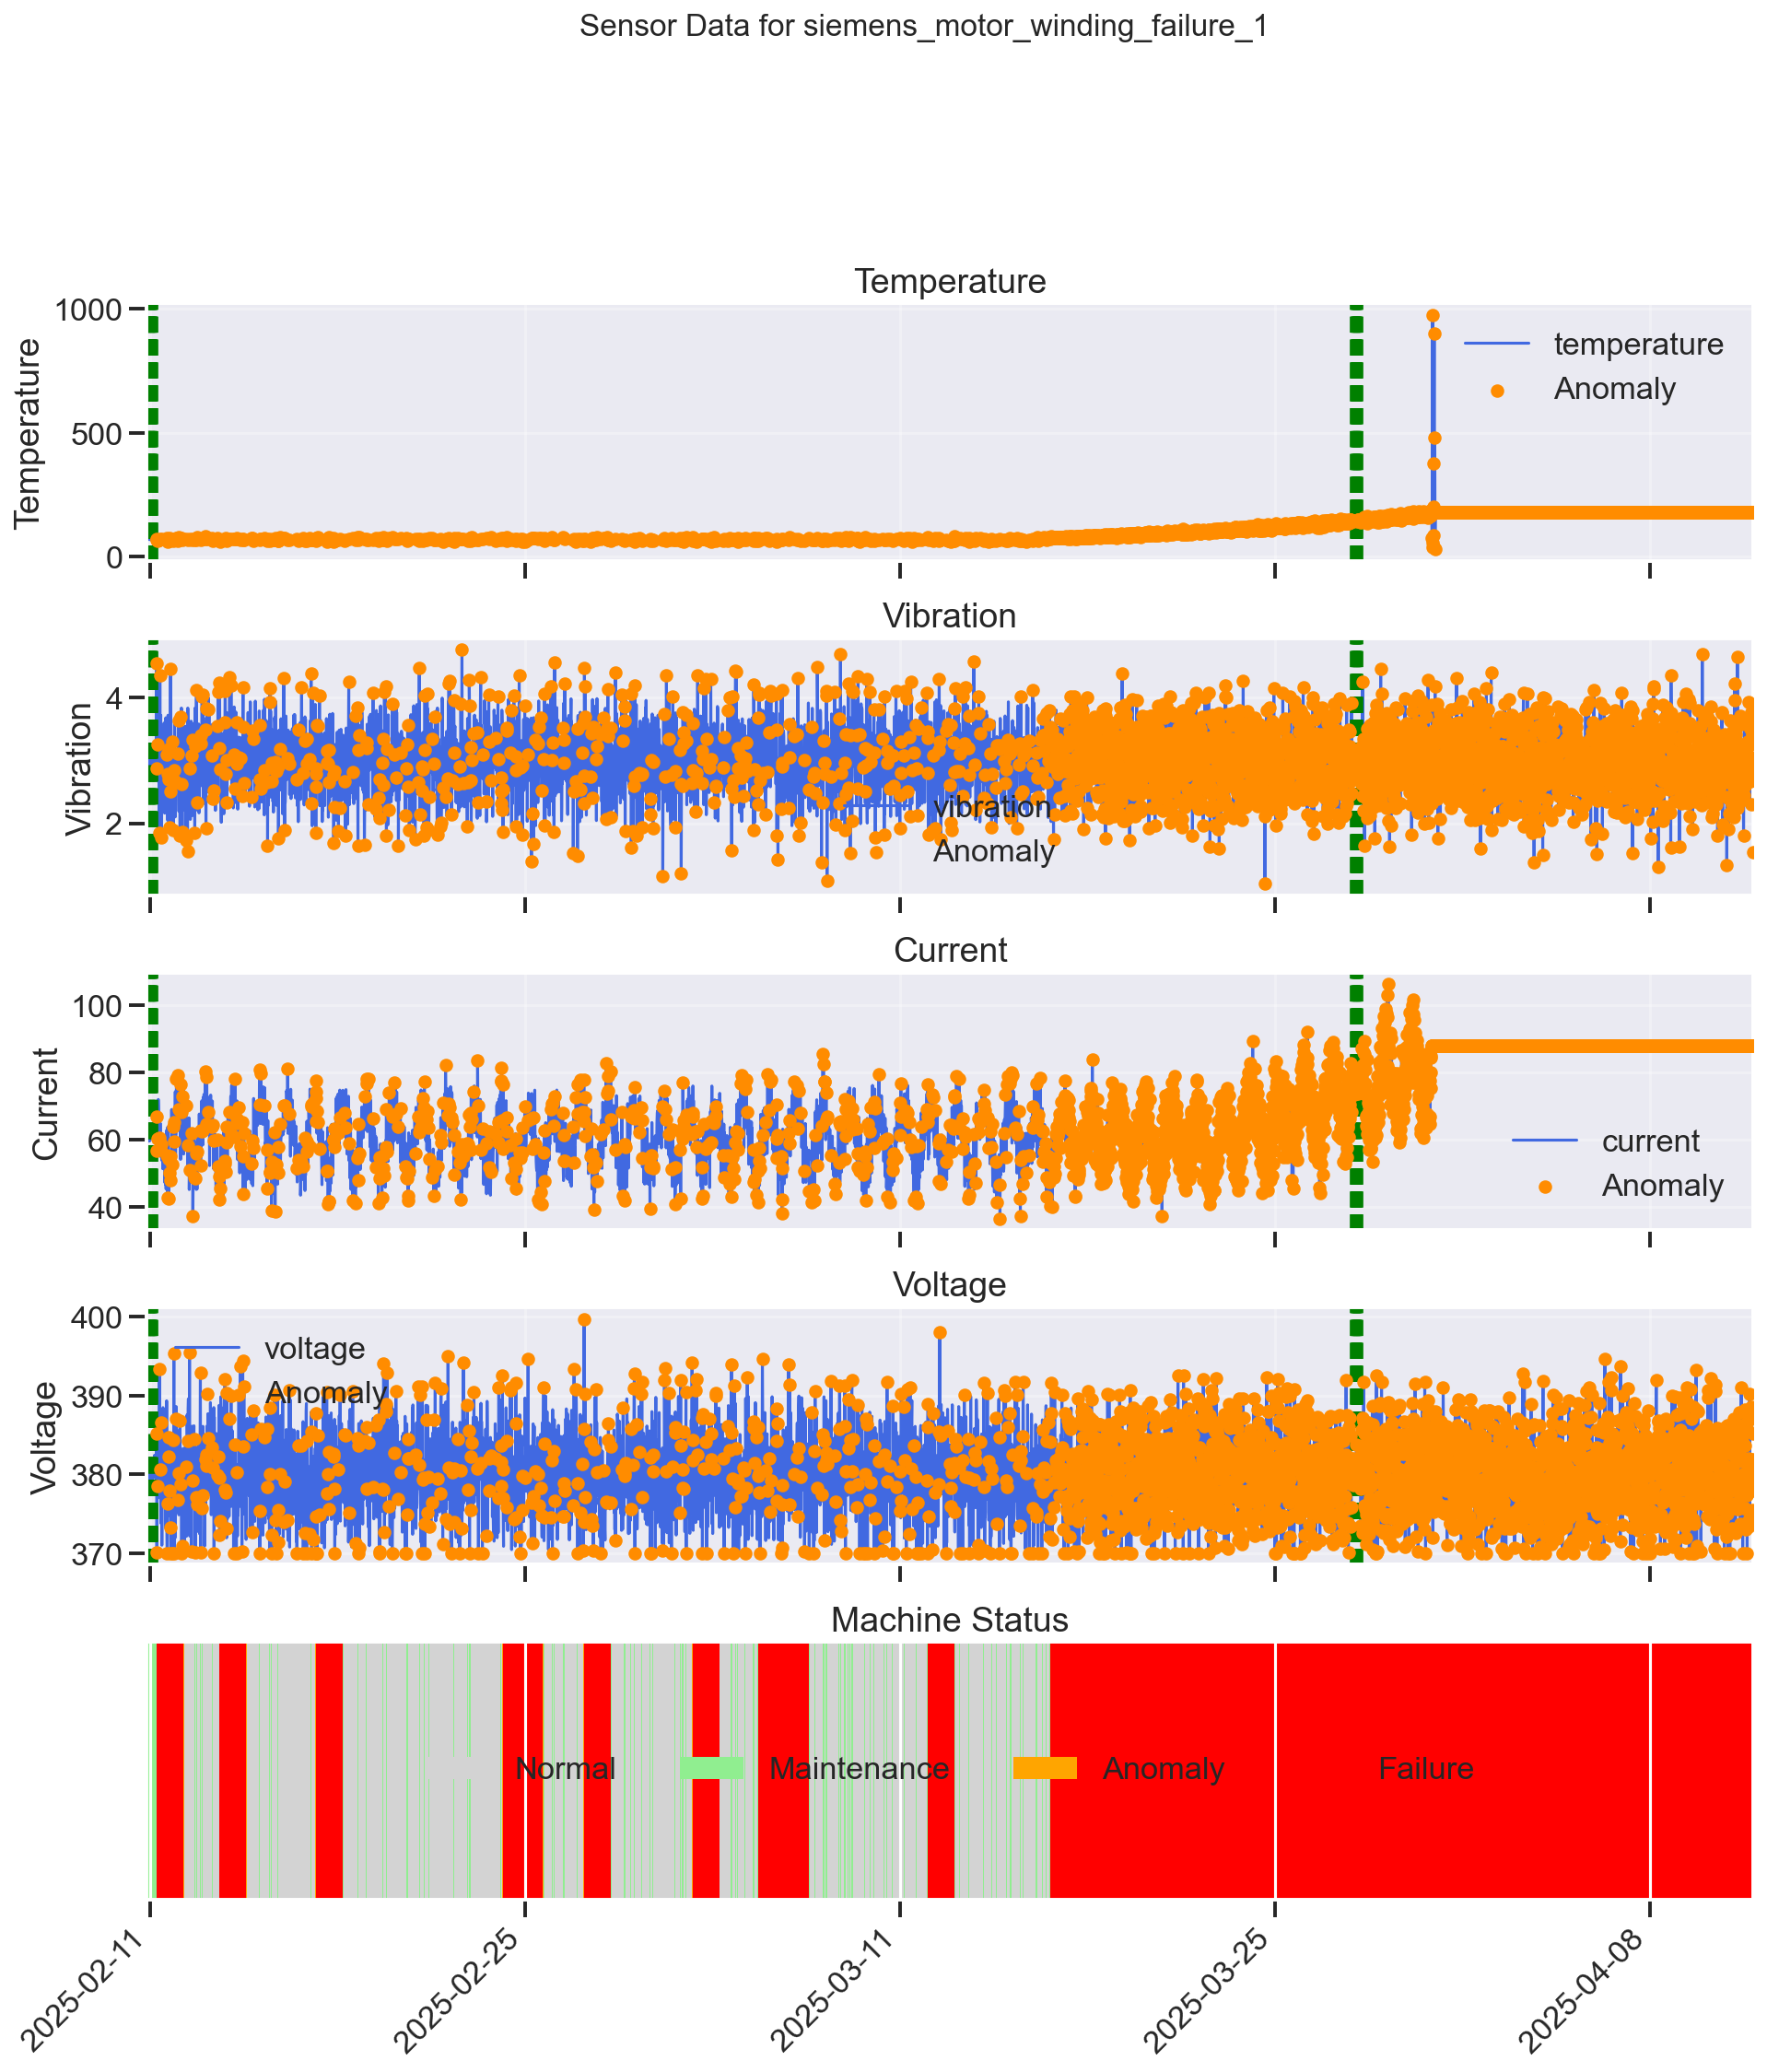 Sensor Data for siemens_motor_winding_failure_1
Temperature
Temperature
1000
500
0
temperature
Anomaly
Vibration
Vibration
4
2
vibration
Anomaly
Current
Current
100
80
60
40
current
Anomaly
Voltage
Voltage
400
390
380
370
voltage
Anomaly
Machine Status
Normal
Maintenance
Anomaly
Failure
2025-02-11
2025-02-25
2025-03-11
2025-03-25
2025-04-08